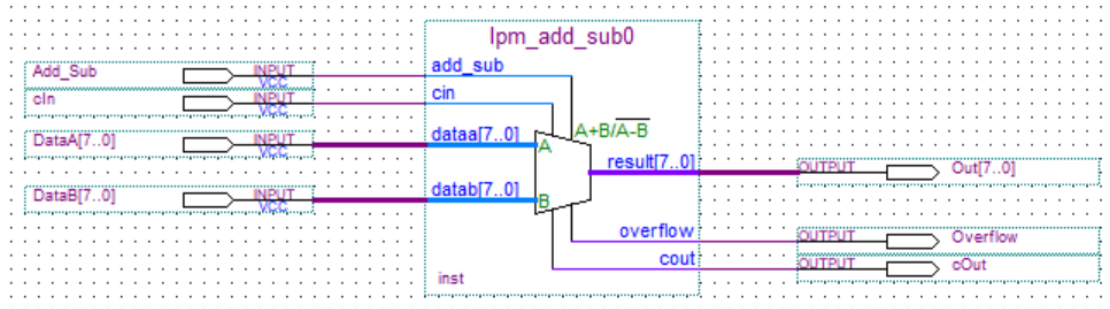 lpm_add_sub0
Add_Sub INPUT VCC add_sub
cIn INPUT VCC cin
DataA[7..0] INPUT VCC dataa[7..0] A A+B/A-B
result[7..0] OUTPUT Out[7..0]
DataB[7..0] INPUT VCC datab[7..0] B
overflow OUTPUT Overflow
cout OUTPUT cOut
inst